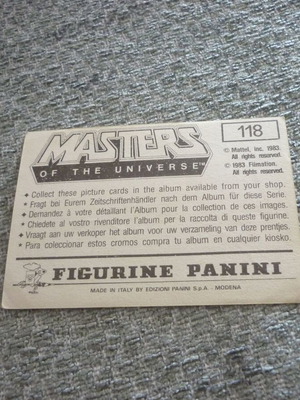 118
MASTERS
OF THE UNIVERSE™
© Mattel, Inc. 1983.
All rights reserved.
© 1983 Filmation.
All rights reserved.
• Collect these picture cards in the album available from your shop.
• Fragt bei Eurem Zeitschriftenhändler nach dem Album für diese Serie.
• Demandez à votre détaillant l'Album pour la collection de ces images.
• Chiedete al vostro rivenditore l'album per la raccolta di queste figurine.
• Vraagt aan uw verkoper het album voor uw verzameling van deze prentjes.
• Para coleccionar estos cromos compra tu album en cualquier kiosko.
FIGURINE PANINI
MADE IN ITALY BY EDIZIONI PANINI S.p.A. - MODENA